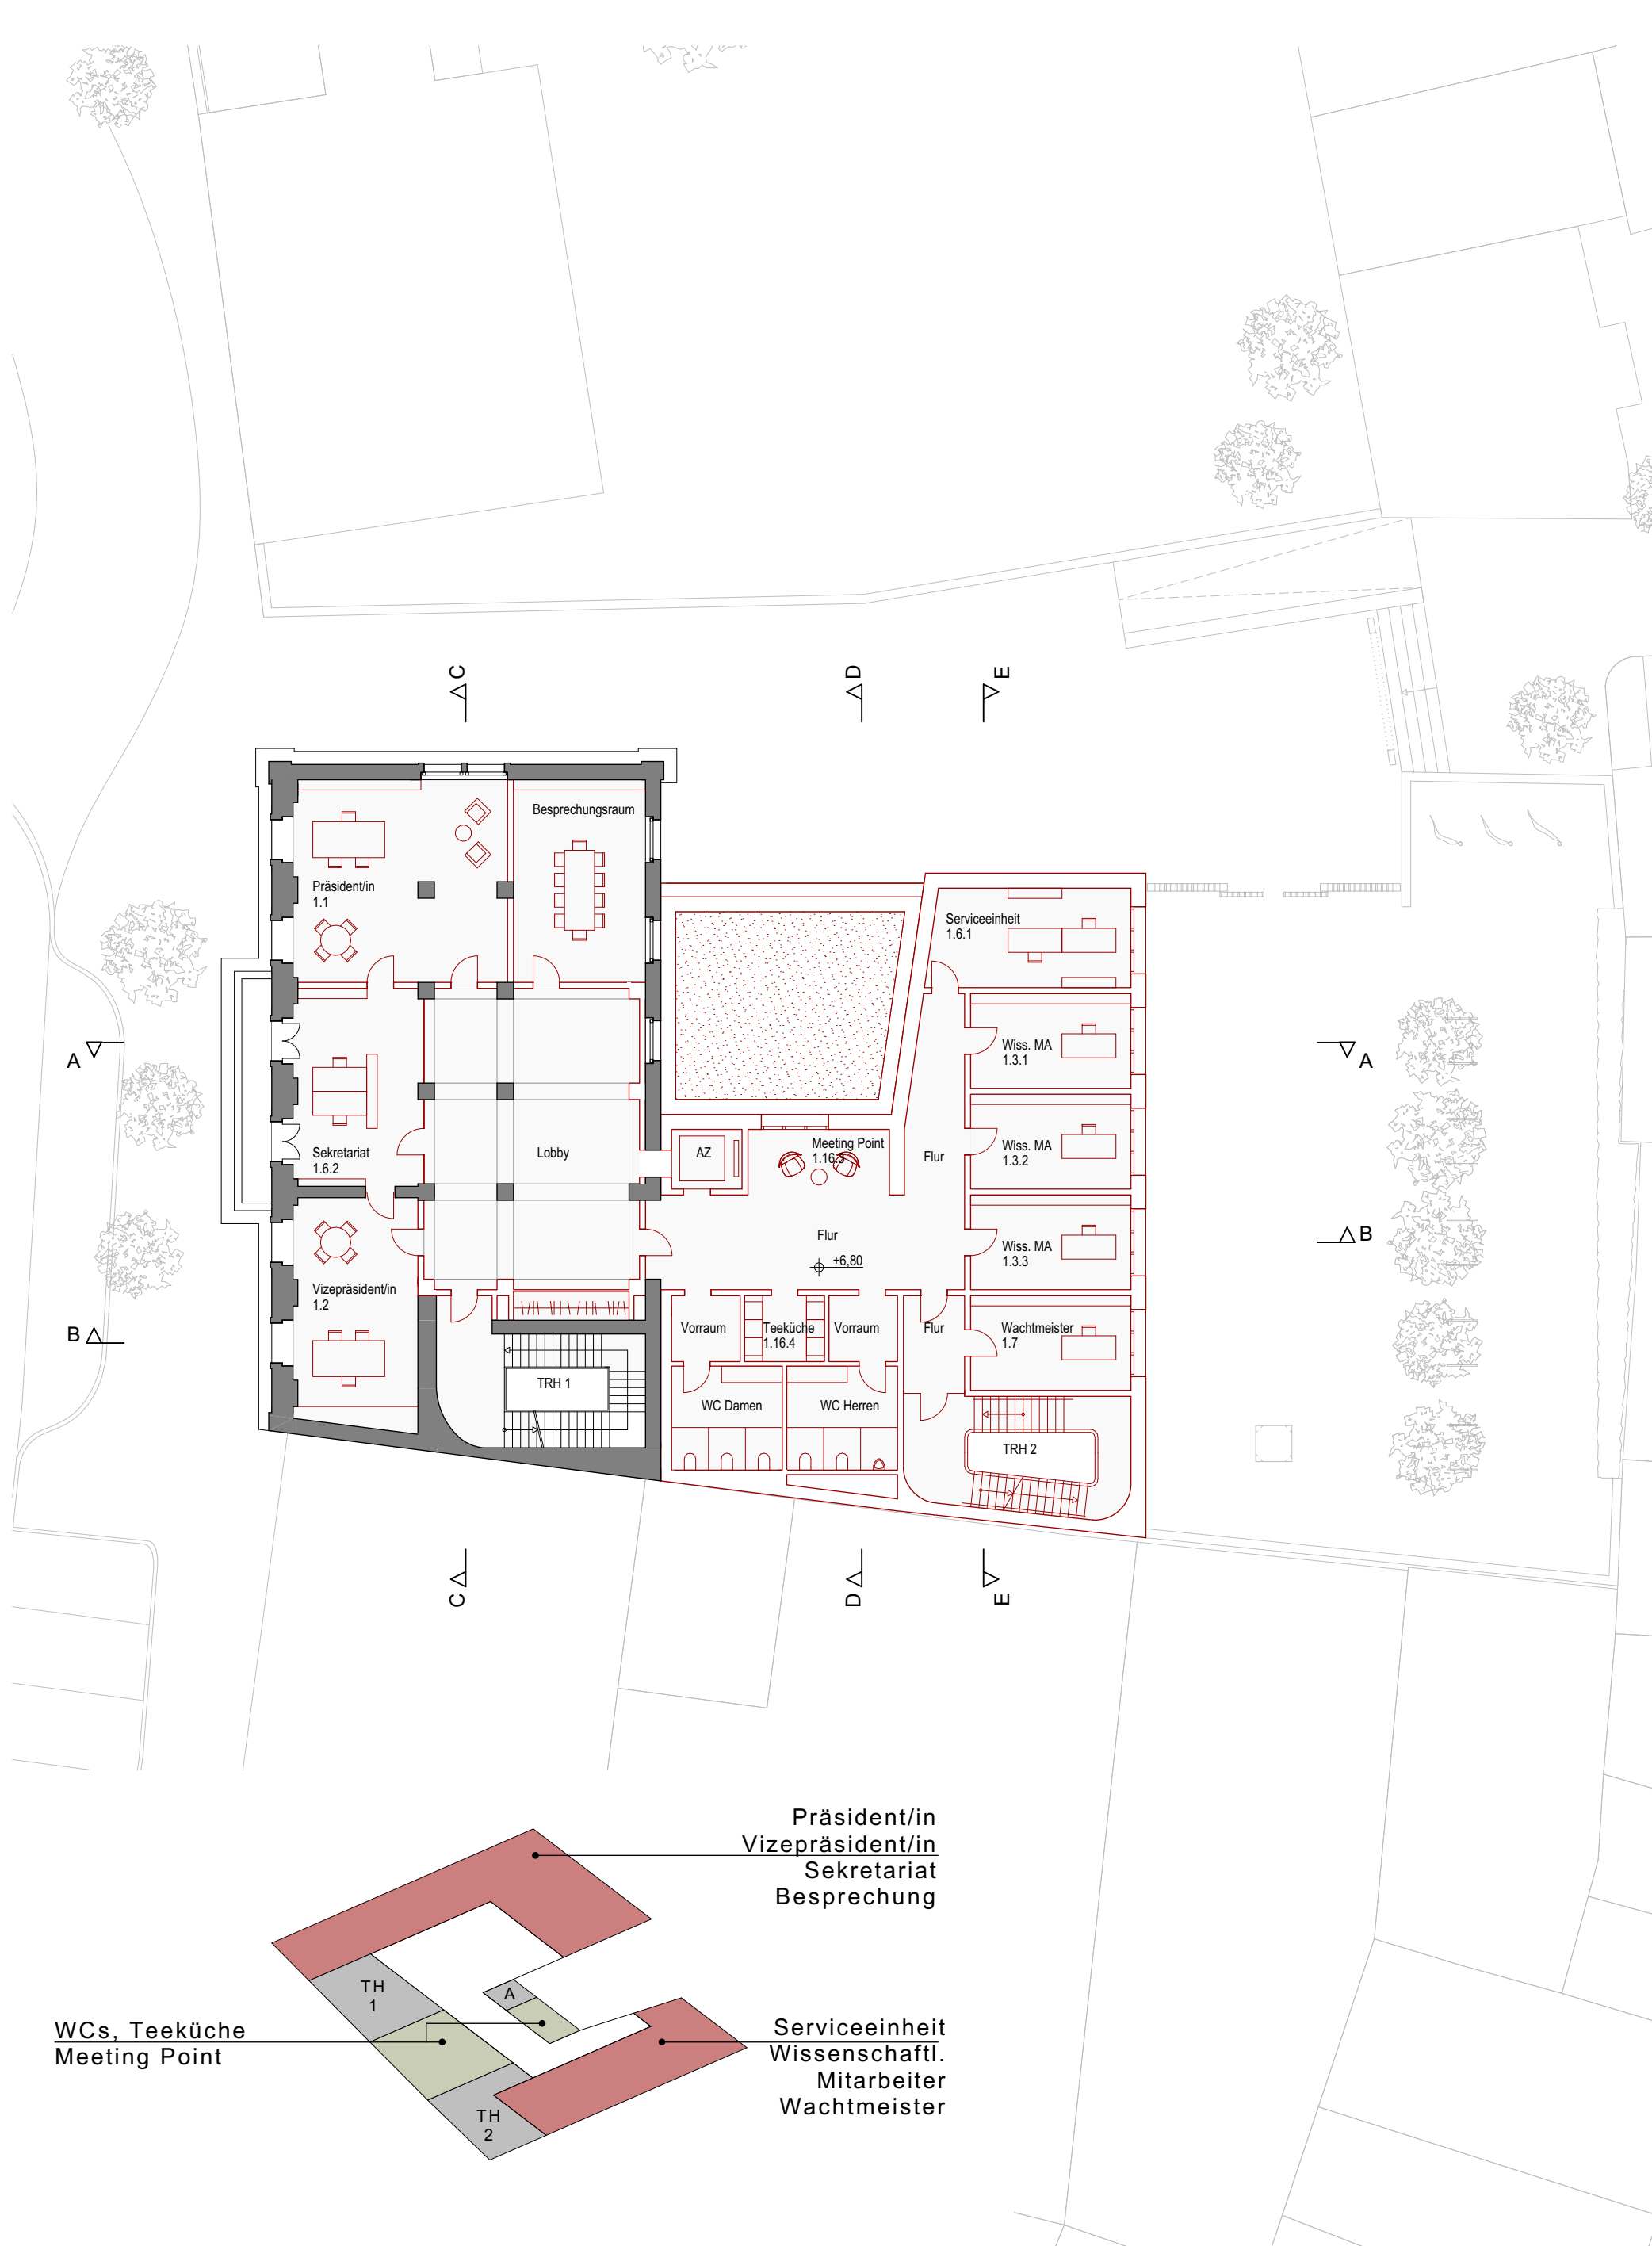 C
D
E
Besprechungsraum
Präsident/in
1.1
Serviceeinheit
1.6.1
A
A
Wiss. MA
1.3.1
Sekretariat
1.6.2
Lobby
AZ
Meeting Point
1.16.3
Flur
Wiss. MA
1.3.2
Flur
+6,80
Wiss. MA
1.3.3
B
Vizepräsident/in
1.2
B
Vorraum
Teeküche
1.16.4
Vorraum
Flur
Wachtmeister
1.7
TRH 1
WC Damen
WC Herren
TRH 2
C
D
E
Präsident/in
Vizepräsident/in
Sekretariat
Besprechung
TH
1
A
WCs, Teeküche
Meeting Point
Serviceeinheit
Wissenschaftl.
Mitarbeiter
Wachtmeister
TH
2